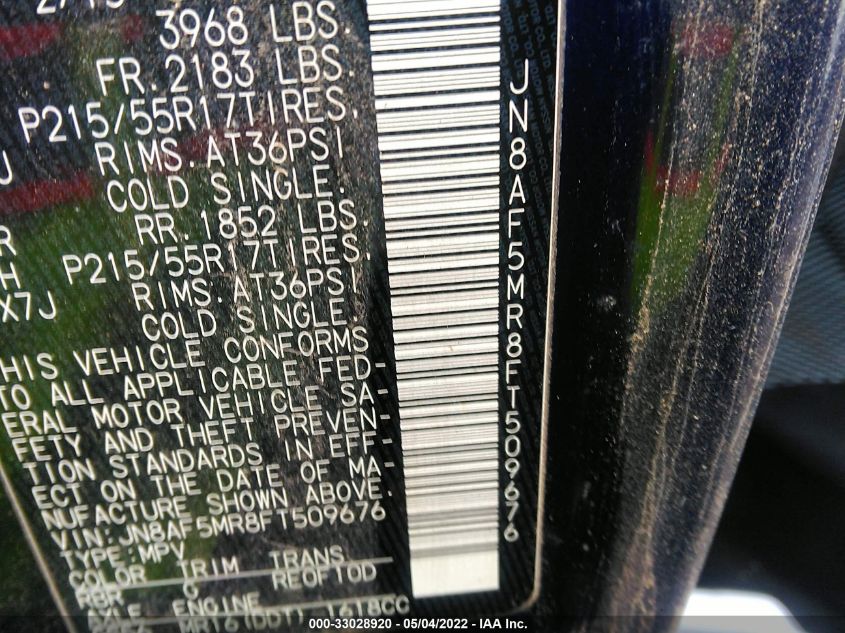 3968 LBS.
FR. 2183 LBS.
P215/55R17TIRES.
RIMS. AT36PSI
COLD SINGLE.
RR. 1852 LBS.
P215/55R17TIRES.
RIMS. AT36PSI
X7J COLD SINGLE.
HIS VEHICLE CONFORMS
TO ALL APPLICABLE FED-
ERAL MOTOR VEHICLE SA-
FETY AND THEFT PREVEN-
TION STANDARDS IN EFF-
ECT ON THE DATE OF MA-
NUFACTURE SHOWN ABOVE.
VIN:JN8AF5MR8FT509676
TYPE:MPV
COLOR TRIM TRANS
RBR G RE0F10D
AXLE ENGINE
MR16(DDT) 1618CC
JN8AF5MR8FT509676
000-33028920 - 05/04/2022 - IAA Inc.